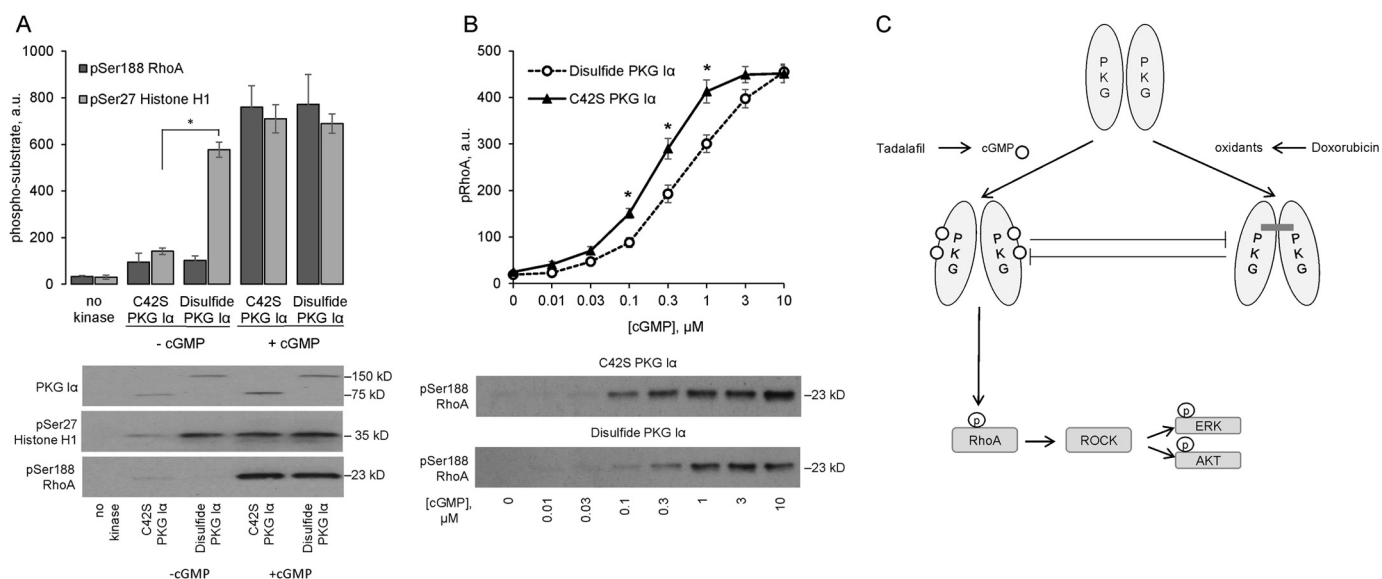 A
1000
800
600
400
200
0
phospho-substrate, a.u.
pSer188 RhoA
pSer27 Histone H1
*
no
kinase
C42S
PKG Iα
Disulfide
PKG Iα
C42S
PKG Iα
Disulfide
PKG Iα
- cGMP
+ cGMP
PKG Iα
–150 kD
–75 kD
pSer27
Histone H1
– 35 kD
pSer188
RhoA
–23 kD
no
kinase
C42S
PKG Iα
Disulfide
PKG Iα
C42S
PKG Iα
Disulfide
PKG Iα
-cGMP
+cGMP
B
500
400
300
200
100
0
pRhoA, a.u.
Disulfide PKG Iα
C42S PKG Iα
* * * *
0 0.01 0.03 0.1 0.3 1 3 10
[cGMP], µM
C42S PKG Iα
pSer188
RhoA
–23 kD
Disulfide PKG Iα
pSer188
RhoA
–23 kD
[cGMP],
µM
0 0.01 0.03 0.1 0.3 1 3 10
C
PKG PKG
Tadalafil cGMP
oxidants Doxorubicin
PKG PKG
PKG PKG
p
RhoA
ROCK
p
ERK
p
AKT